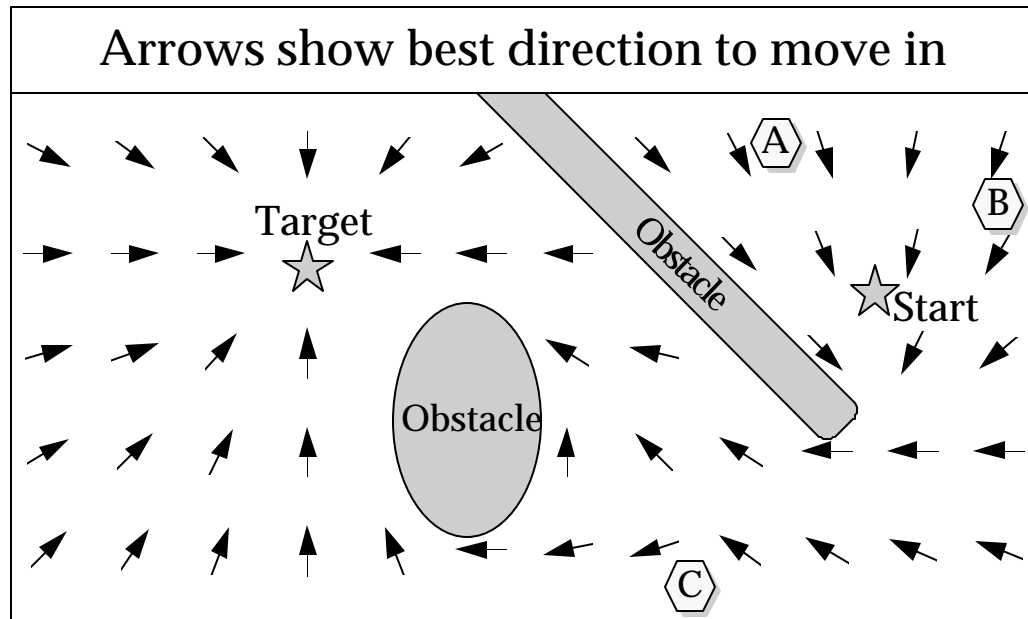 Arrows show best direction to move in
A
B
Target
Obstacle
Start
Obstacle
C